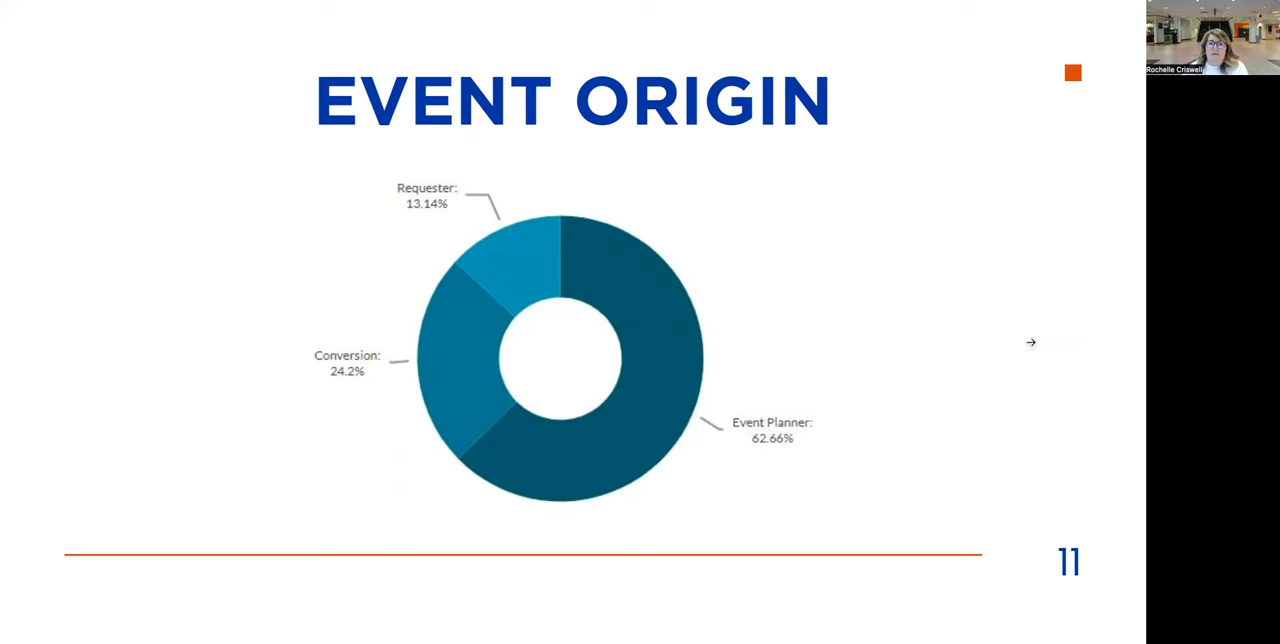 EVENT ORIGIN
Rochelle Criswell
Requester:
13.14%
Conversion:
24.2%
Event Planner:
62.66%
11